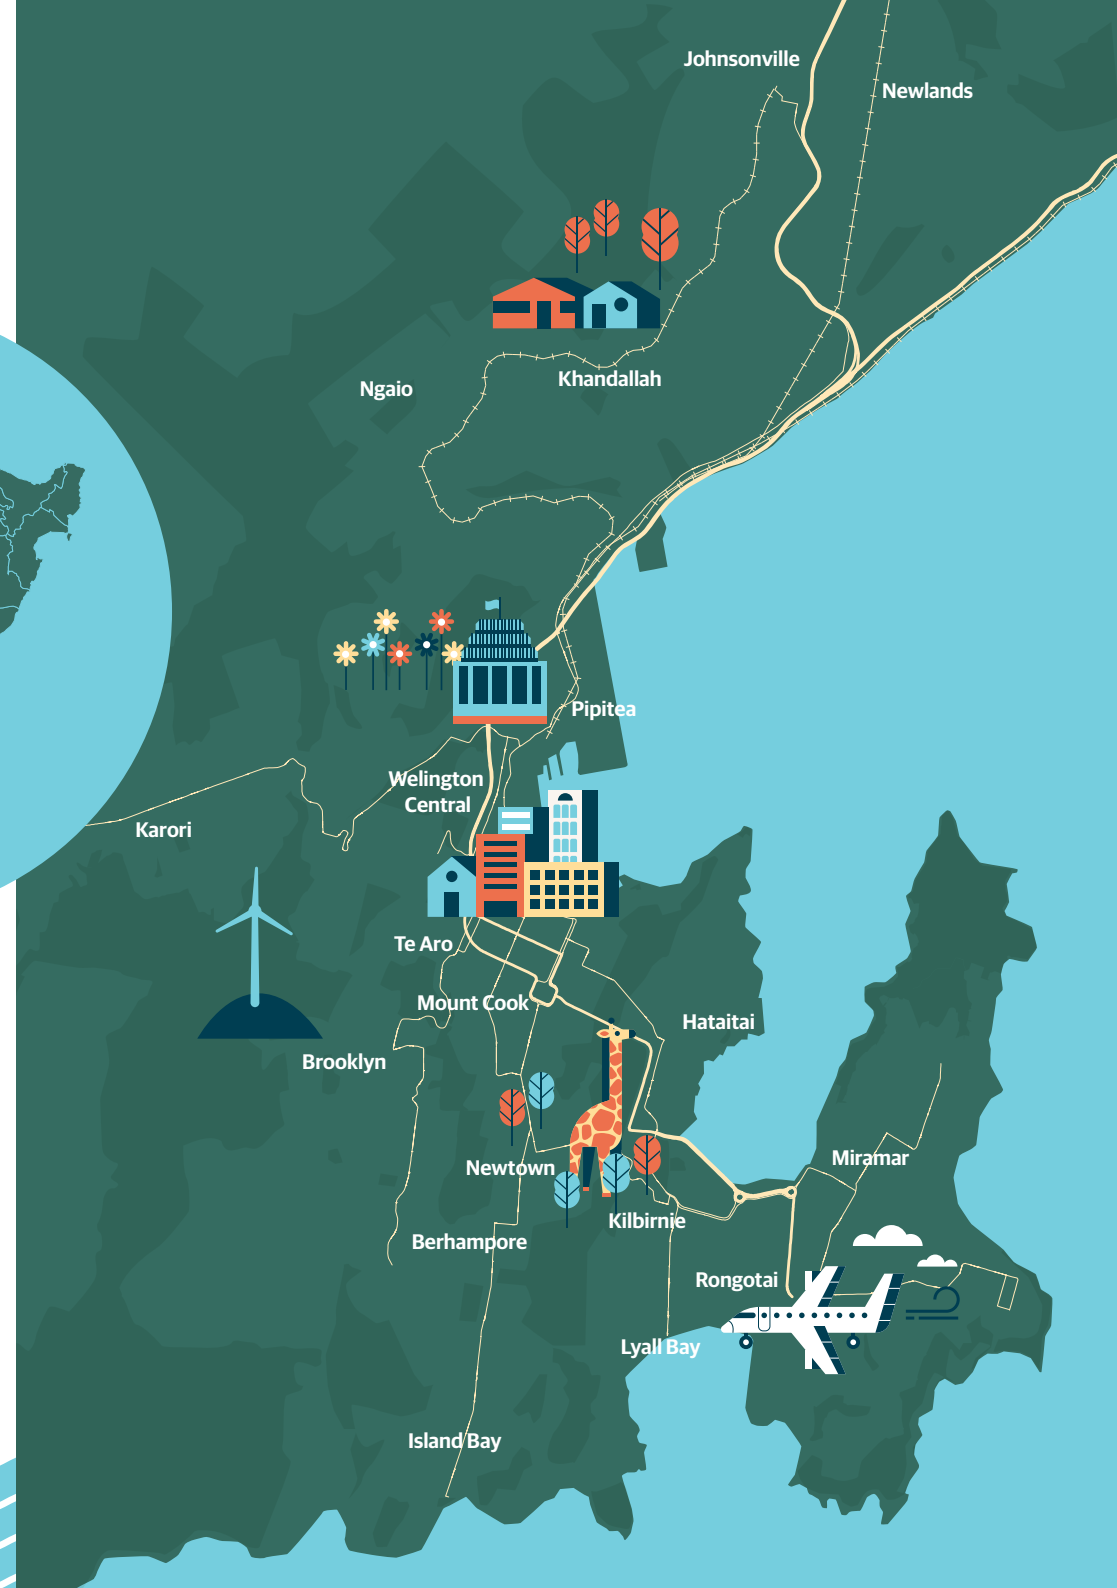 Johnsonville
Newlands
Khandallah
Ngaio
Pipitea
Welington
Central
Karori
Te Aro
Mount Cook
Hataitai
Brooklyn
Miramar
Newtown
Kilbirnie
Berhampore
Rongotai
Lyall Bay
Island Bay